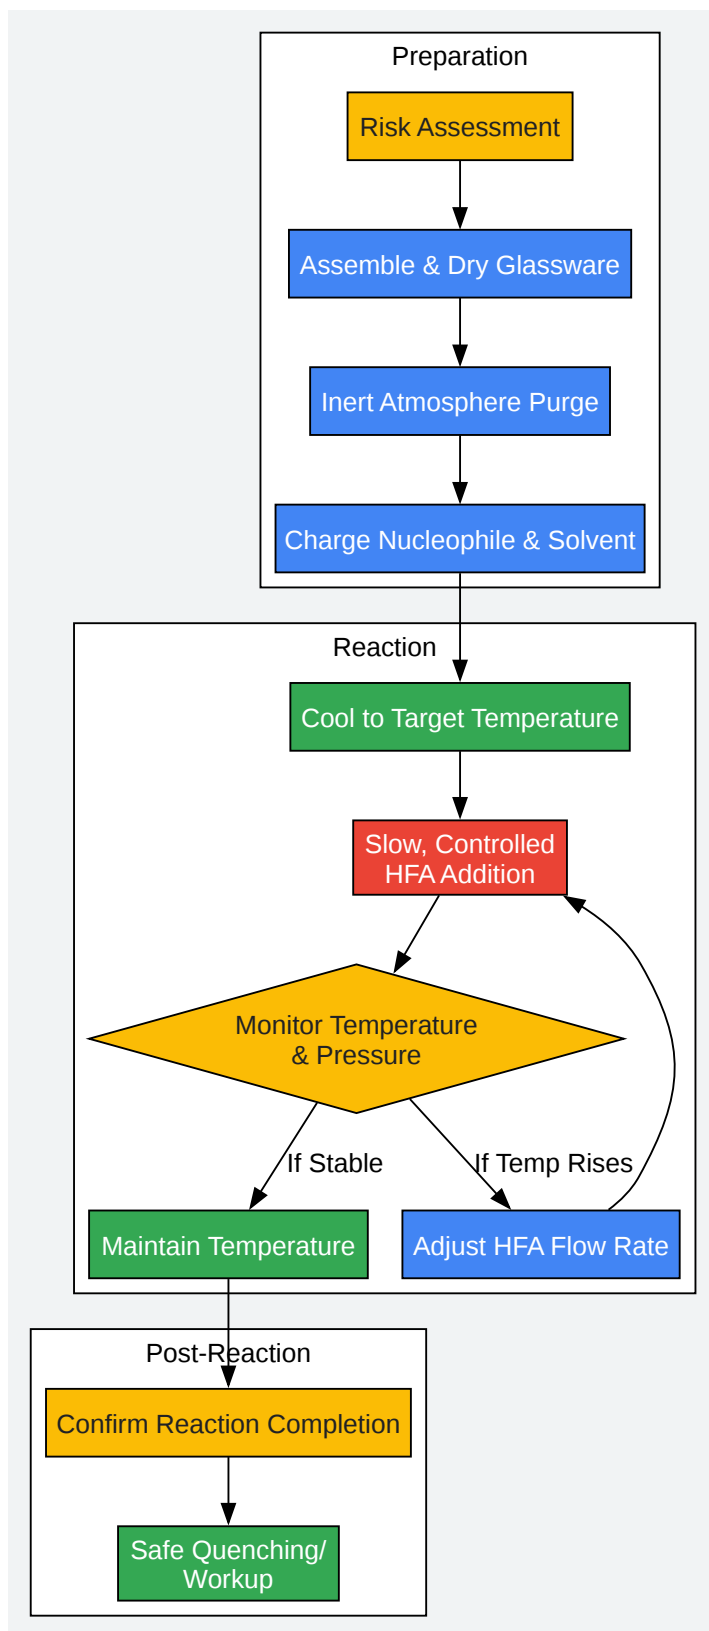 Preparation
Risk Assessment
Assemble & Dry Glassware
Inert Atmosphere Purge
Charge Nucleophile & Solvent
Reaction
Cool to Target Temperature
Slow, Controlled
HFA Addition
Monitor Temperature
& Pressure
If Stable
If Temp Rises
Maintain Temperature
Adjust HFA Flow Rate
Post-Reaction
Confirm Reaction Completion
Safe Quenching/
Workup